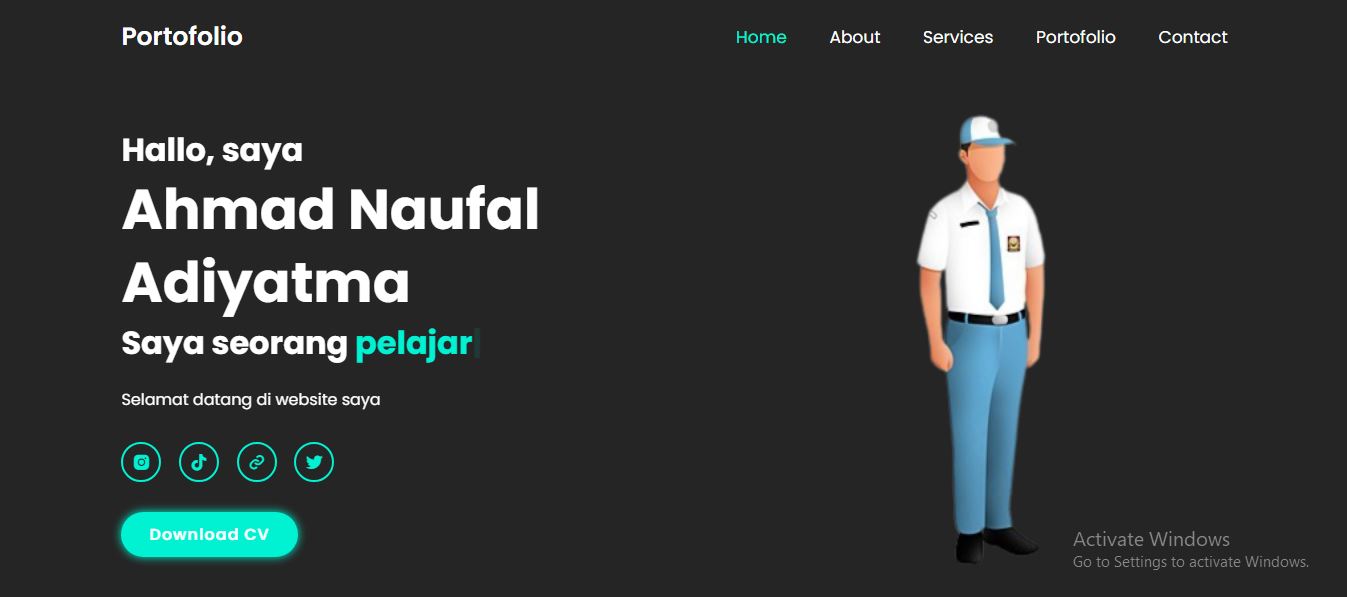 Portofolio
Home About Services Portofolio Contact
Hallo, saya
Ahmad Naufal
Adiyatma
Saya seorang pelajar
Selamat datang di website saya
Download CV
Activate Windows
Go to Settings to activate Windows.